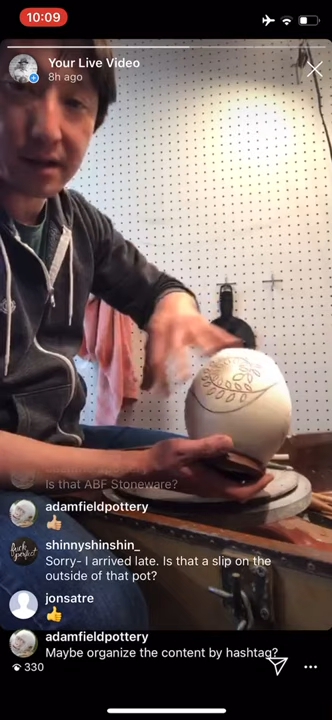 10:09
Your Live Video
8h ago
Is that ABF Stoneware?
adamfieldpottery
👍🏻
shinnyshinshin_
Sorry- I arrived late. Is that a slip on the
outside of that pot?
jonsatre
👍
adamfieldpottery
Maybe organize the content by hashtag?
330